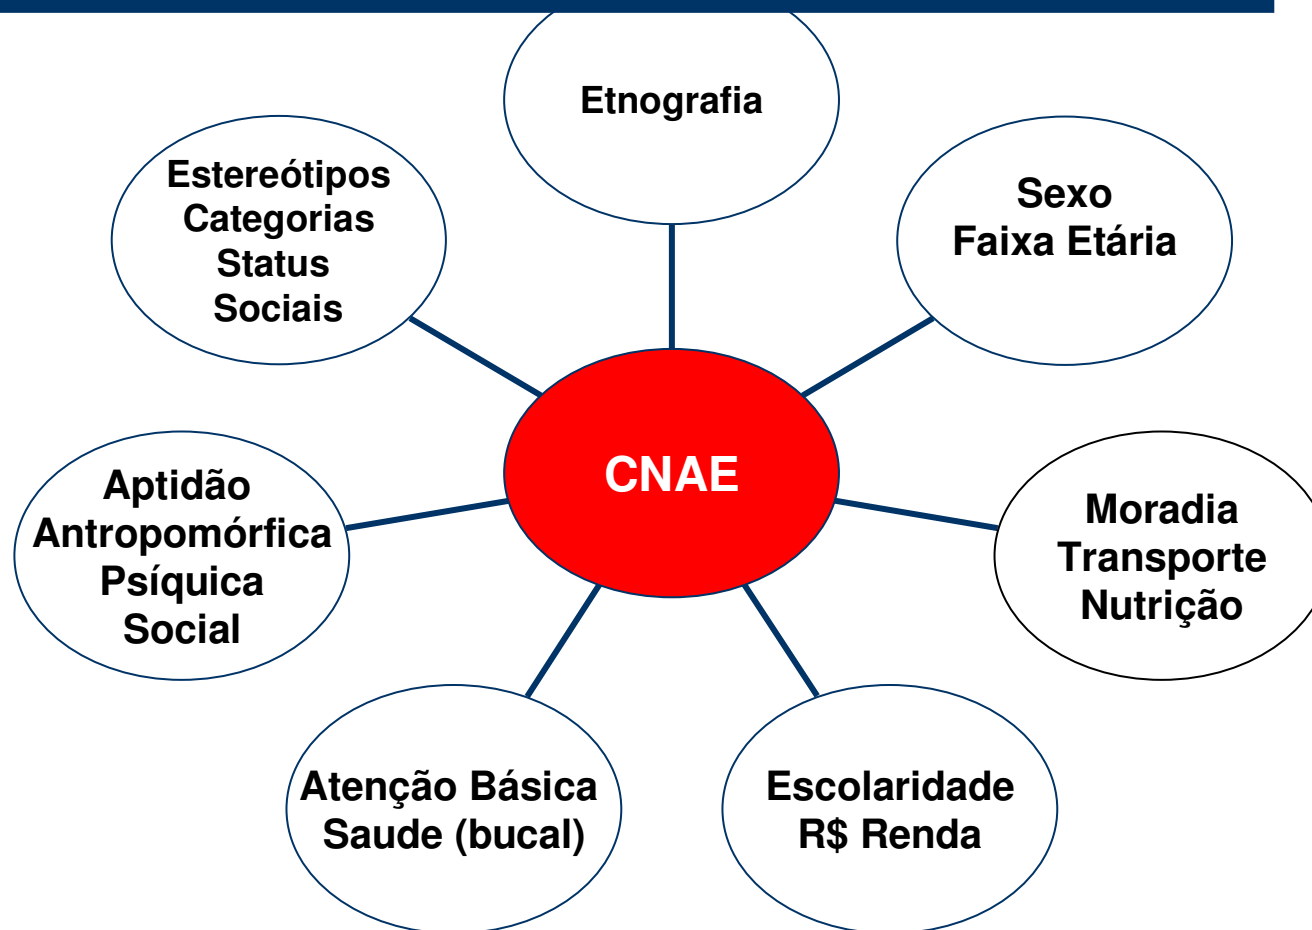 Etnografia
Estereótipos
Categorias
Status
Sociais
Sexo
Faixa Etária
CNAE
Aptidão
Antropomórfica
Psíquica
Social
Moradia
Transporte
Nutrição
Atenção Básica
Saude (bucal)
Escolaridade
R$ Renda